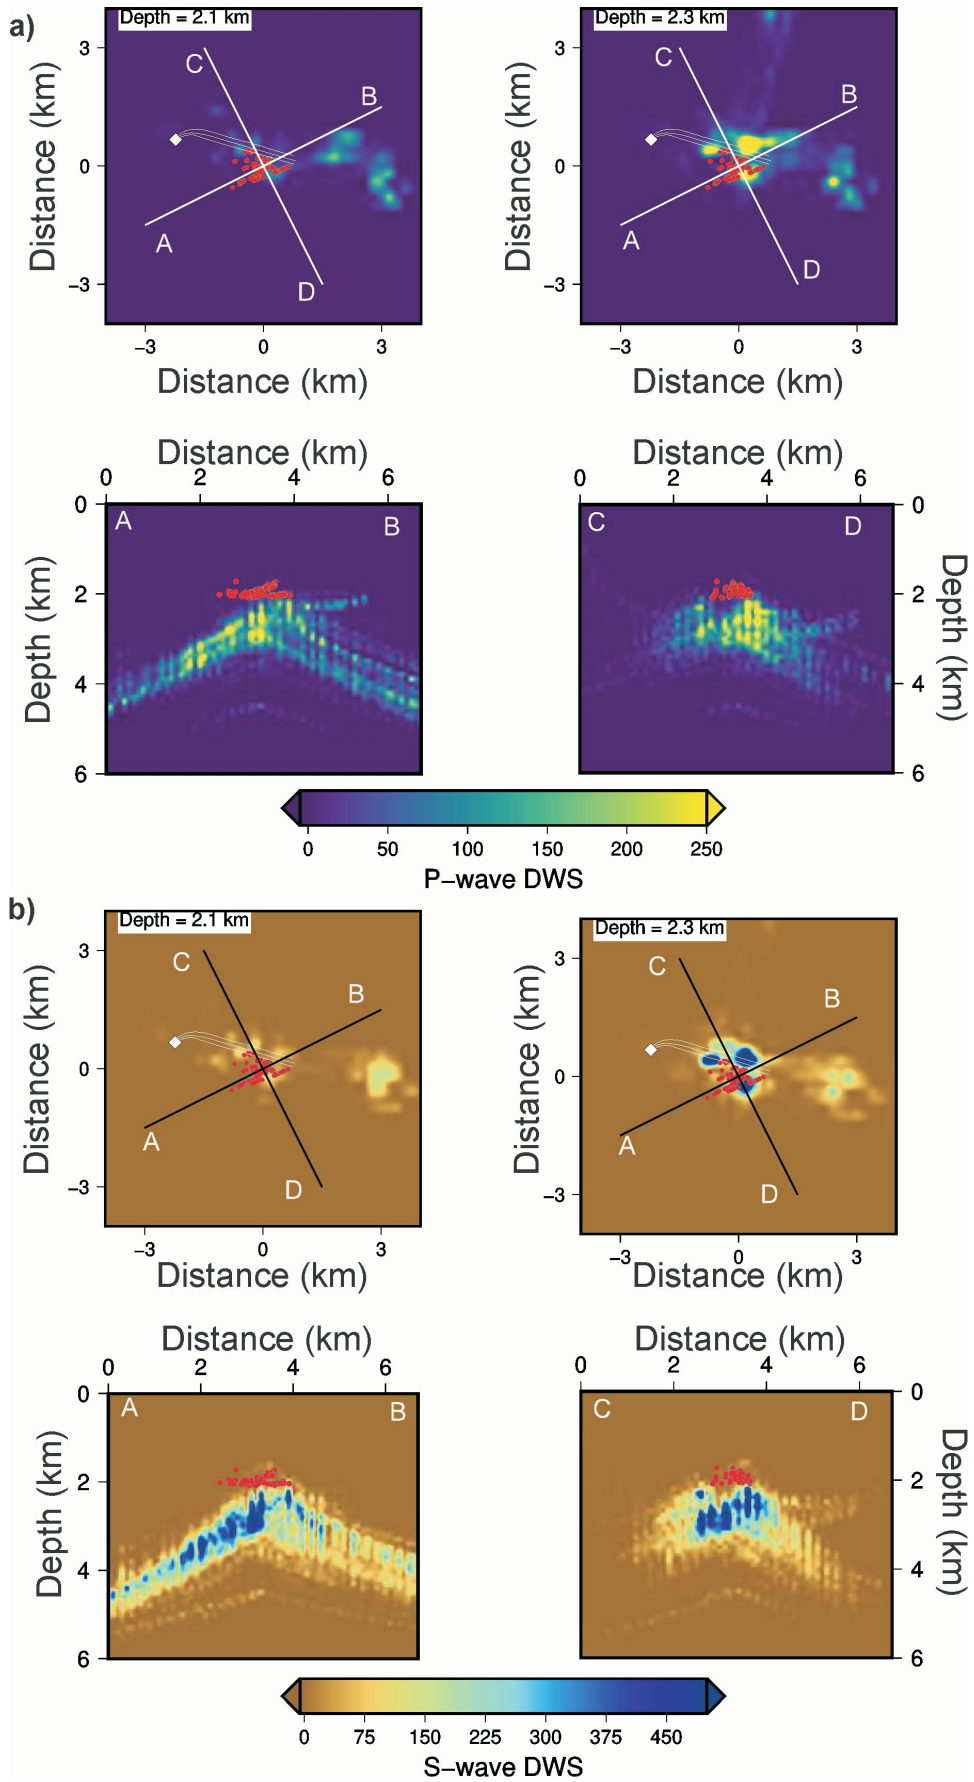 a)
Depth = 2.1 km
Depth = 2.3 km
Distance (km)
3
0
−3
C
B
A
D
−3
0
3
Distance (km)
Distance (km)
3
0
−3
C
B
A
D
−3
0
3
Distance (km)
Distance (km)
0
2
4
6
Depth (km)
0
2
4
6
A
B
Distance (km)
0
2
4
6
C
D
0
2
4
6
Depth (km)
0
50
100
150
200
250
P−wave DWS
b)
Depth = 2.1 km
Depth = 2.3 km
Distance (km)
3
0
−3
C
B
A
D
−3
0
3
Distance (km)
Distance (km)
3
0
−3
C
B
A
D
−3
0
3
Distance (km)
Distance (km)
0
2
4
6
Depth (km)
0
2
4
6
A
B
Distance (km)
0
2
4
6
C
D
0
2
4
6
Depth (km)
0
75
150
225
300
375
450
S−wave DWS